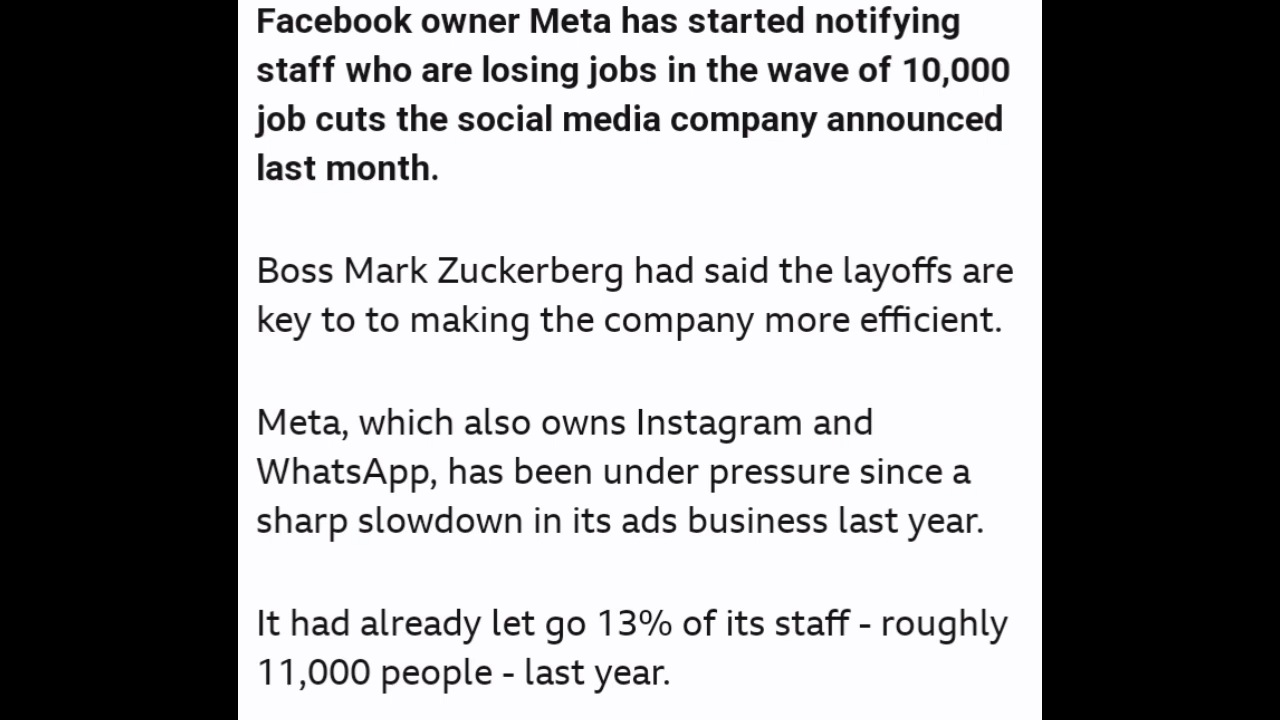 Facebook owner Meta has started notifying
staff who are losing jobs in the wave of 10,000
job cuts the social media company announced
last month.
Boss Mark Zuckerberg had said the layoffs are
key to to making the company more efficient.
Meta, which also owns Instagram and
WhatsApp, has been under pressure since a
sharp slowdown in its ads business last year.
It had already let go 13% of its staff - roughly
11,000 people - last year.